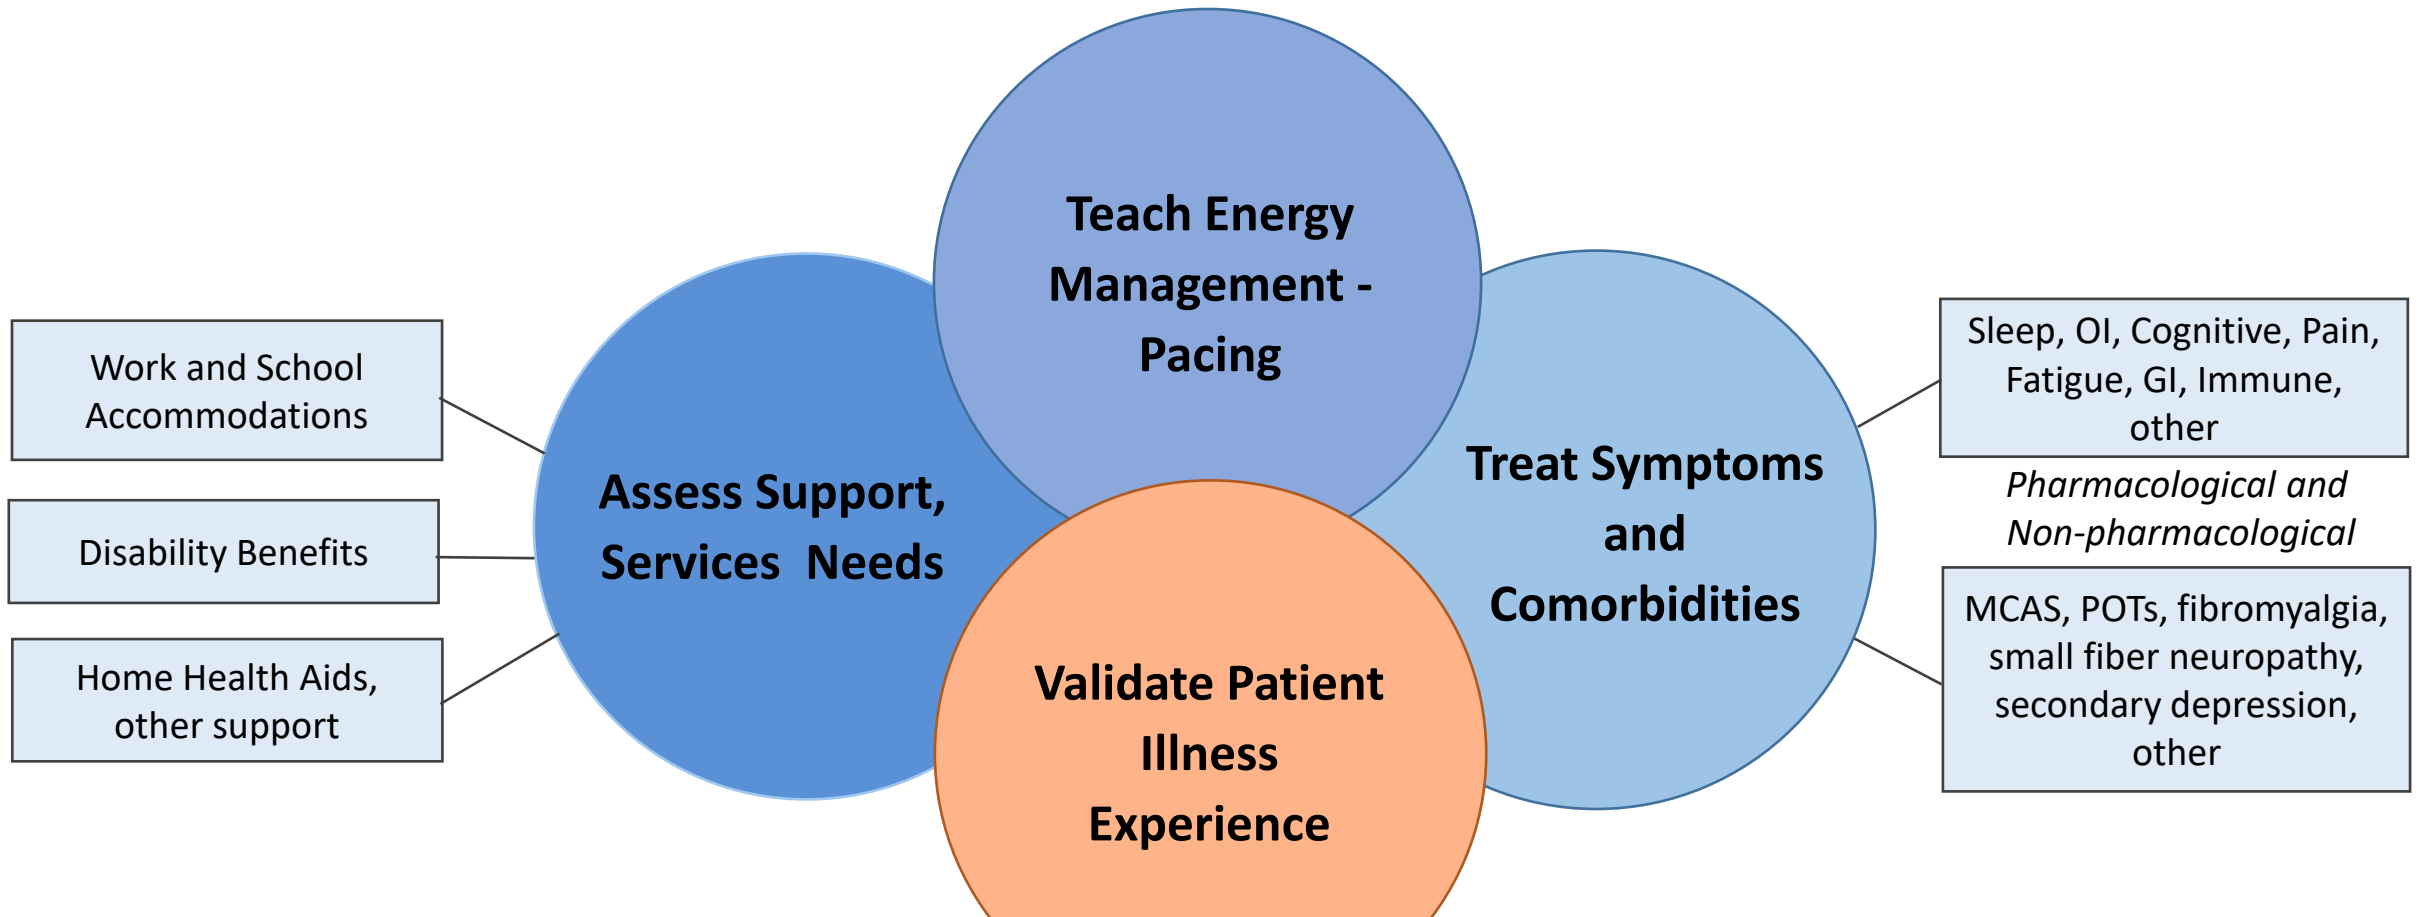 Teach Energy
Management -
Pacing
Work and School
Accommodations
Disability Benefits
Home Health Aids,
other support
Assess Support,
Services  Needs
Validate Patient
Illness
Experience
Treat Symptoms
and
Comorbidities
Sleep, OI, Cognitive, Pain,
Fatigue, GI, Immune,
other
Pharmacological and
Non-pharmacological
MCAS, POTs, fibromyalgia,
small fiber neuropathy,
secondary depression,
other